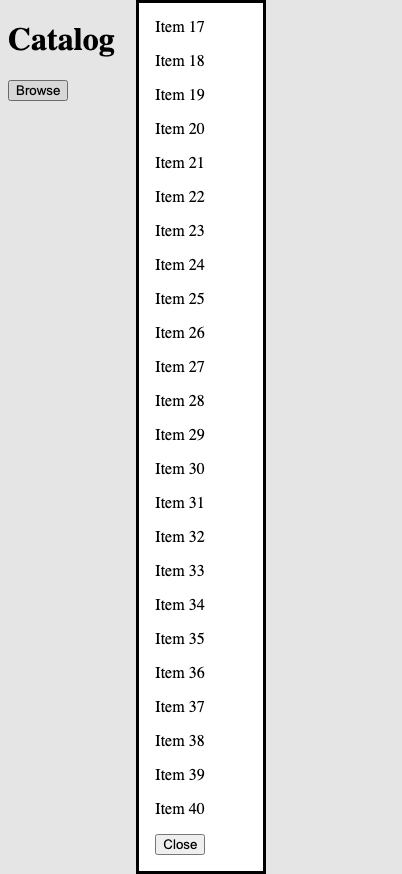 Catalog
Browse
Item 17
Item 18
Item 19
Item 20
Item 21
Item 22
Item 23
Item 24
Item 25
Item 26
Item 27
Item 28
Item 29
Item 30
Item 31
Item 32
Item 33
Item 34
Item 35
Item 36
Item 37
Item 38
Item 39
Item 40
Close